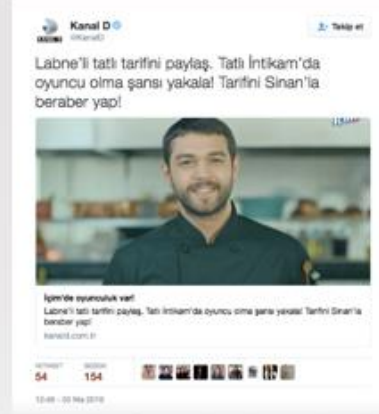 Kanal D
@KanalD
Takip et
Labne'li tatlı tarifini paylaş. Tatlı İntikam'da
oyuncu olma şansı yakala! Tarifini Sinan'la
beraber yap!
İçim'de oyunculuk var!
Labne'li tatlı tarifini paylaş. Tatlı İntikam'da oyuncu olma şansı yakala! Tarifini Sinan'la
beraber yap!
kanald.com.tr
54
154